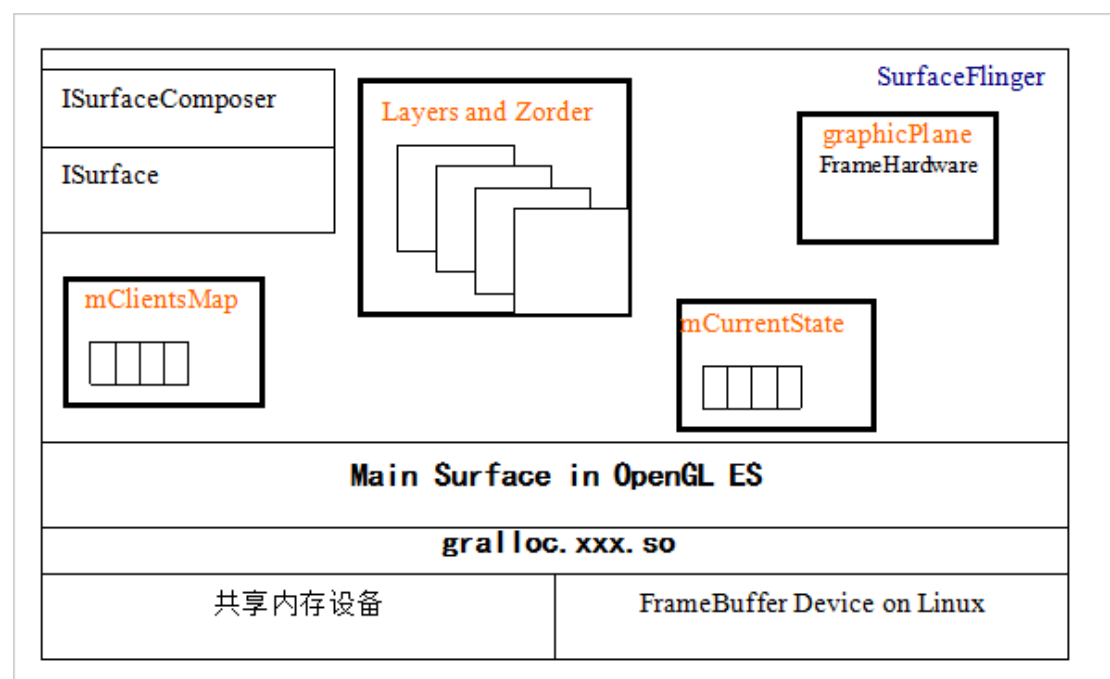 SurfaceFlinger
ISurfaceComposer
ISurface
Layers and Zorder
graphicPlane
FrameHardware
mClientsMap
mCurrentState
Main Surface in OpenGL ES
gralloc.xxx.so
共享内存设备
FrameBuffer Device on Linux